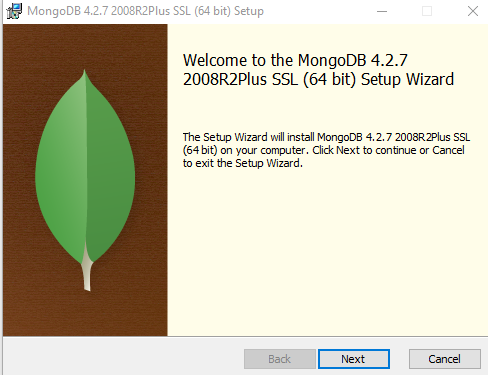 MongoDB 4.2.7 2008R2Plus SSL (64 bit) Setup
Welcome to the MongoDB 4.2.7
2008R2Plus SSL (64 bit) Setup Wizard
The Setup Wizard will install MongoDB 4.2.7 2008R2Plus SSL
(64 bit) on your computer. Click Next to continue or Cancel
to exit the Setup Wizard.
Back Next Cancel